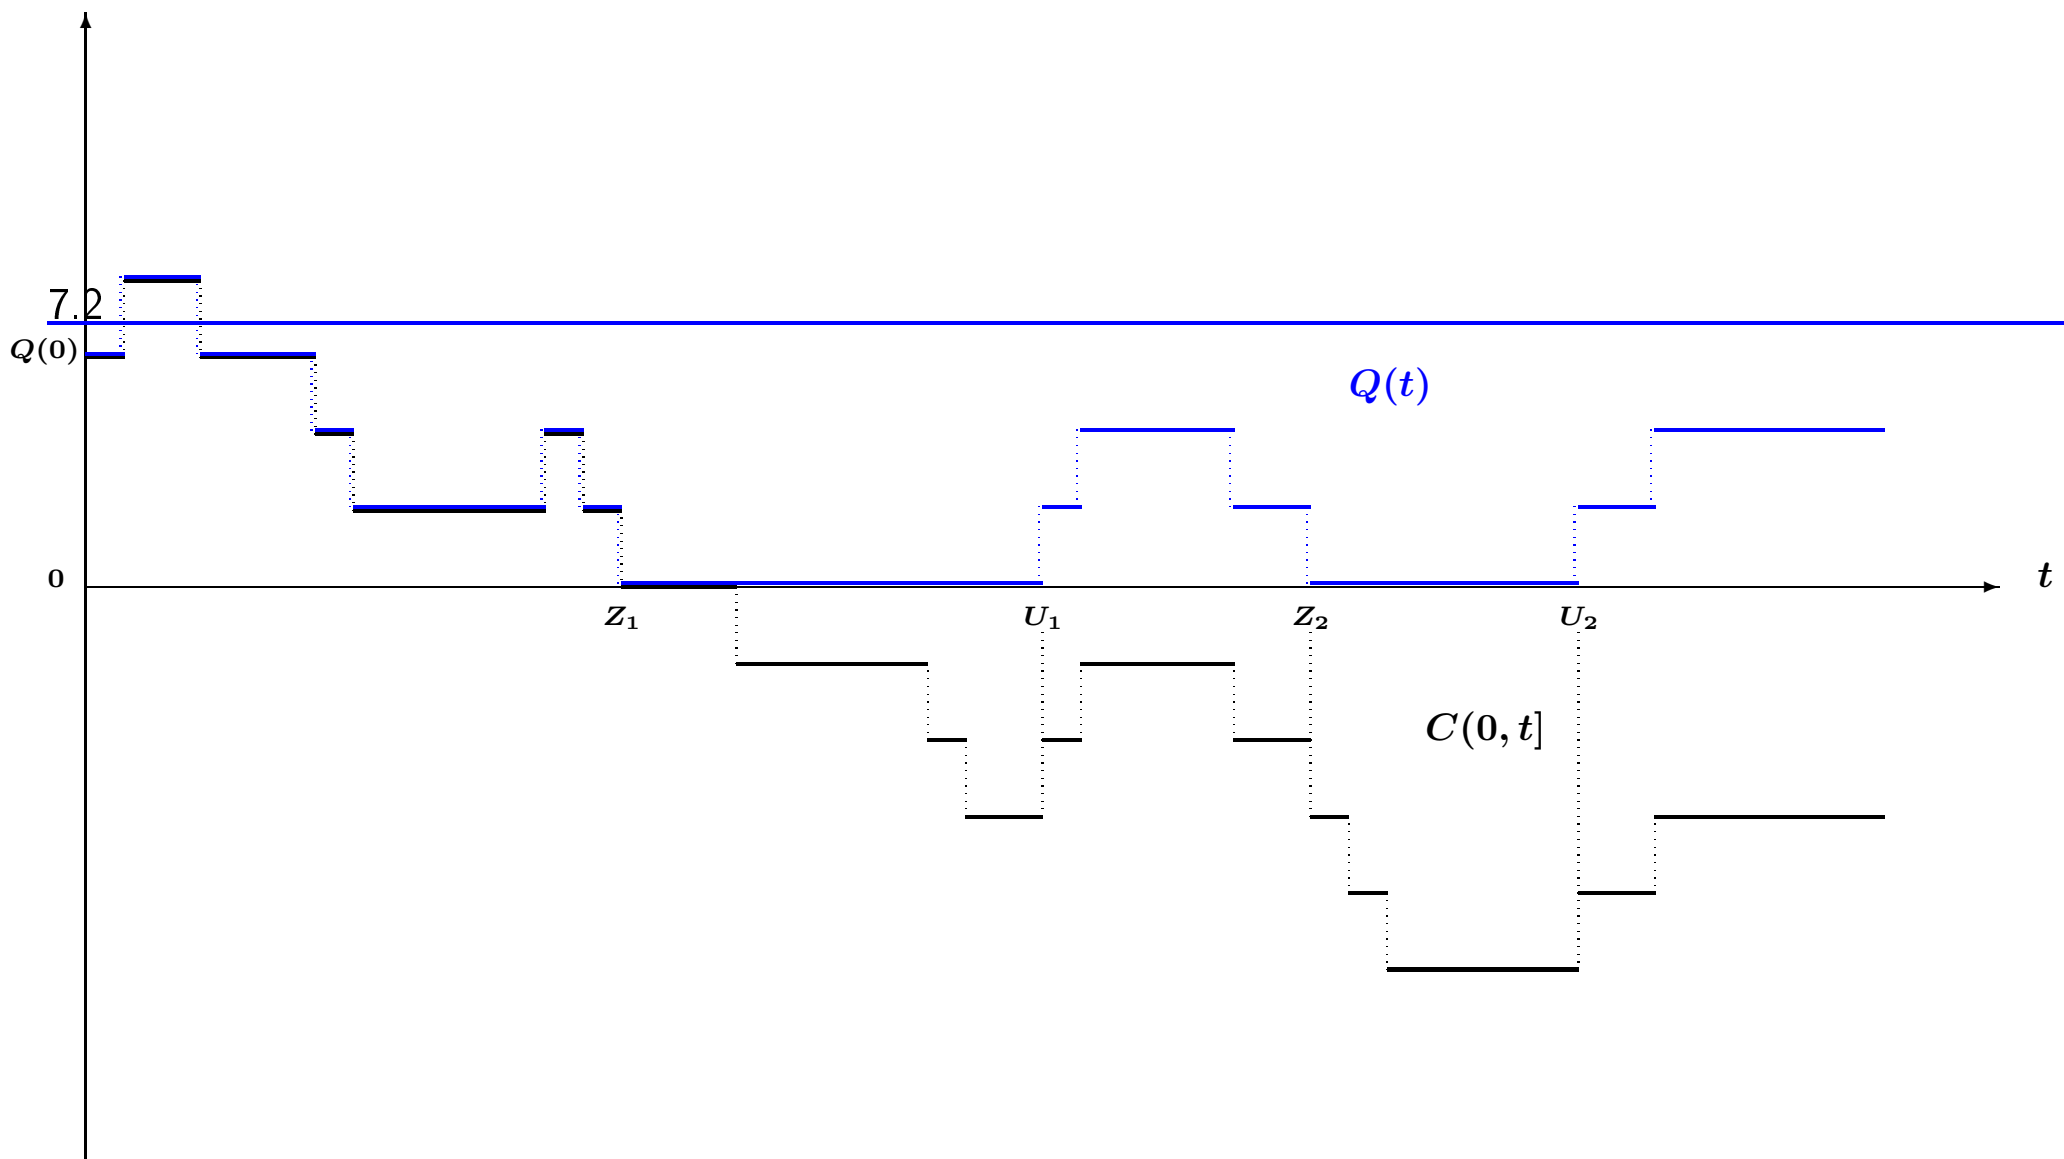 7.2
Q(0)
Q(t)
0
t
Z₁
U₁
Z₂
U₂
C(0, t]